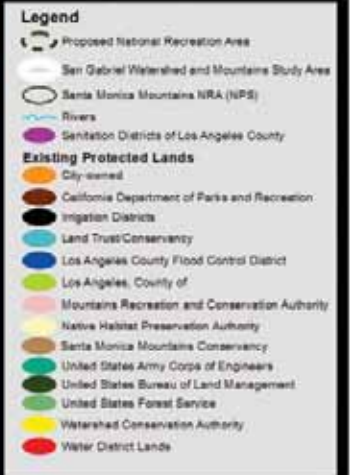 Legend
Proposed National Recreation Area
San Gabriel Watershed and Mountains Study Area
Santa Monica Mountains NRA (NPS)
Rivers
Sanitation Districts of Los Angeles County
Existing Protected Lands
City-owned
California Department of Parks and Recreation
Irrigation Districts
Land Trust/Conservancy
Los Angeles County Flood Control District
Los Angeles, County of
Mountains Recreation and Conservation Authority
Native Habitat Preservation Authority
Santa Monica Mountains Conservancy
United States Army Corps of Engineers
United States Bureau of Land Management
United States Forest Service
Watershed Conservation Authority
Water District Lands